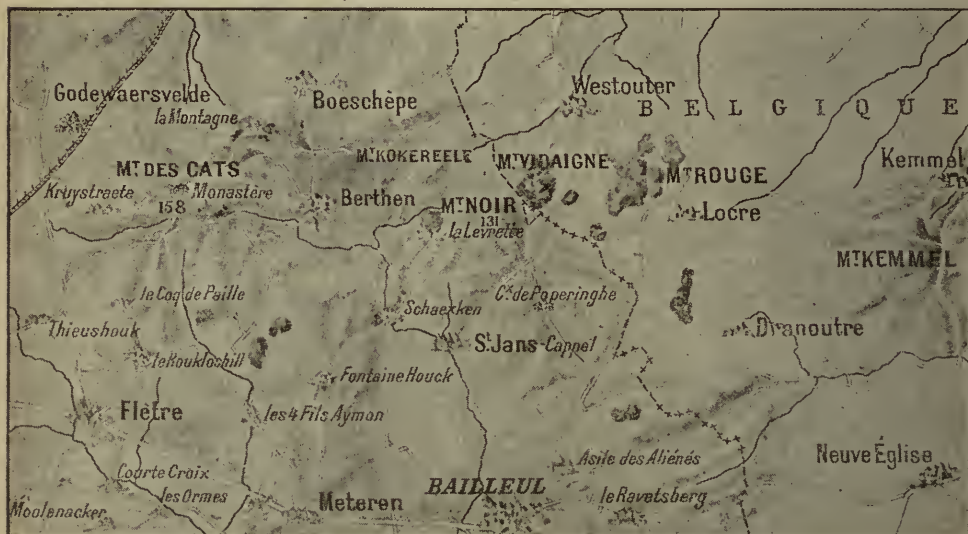 Godewaersvelde
la Montagne
Boeschèpe
Westouter
BELGIQUE
Mᵀ KOKEREELE
Mᵀ VIDAIGNE
Mᵀ ROUGE
Kemmel
Mᵀ DES CATS
Kruystraete
Monastère
158
Berthen
Mᵀ NOIR
131
la Levrette
Locre
Mᵀ KEMMEL
le Coq de Paille
Schaexken
Cˣ de Poperinghe
Thieushouk
Sᵗ Jans-Cappel
Dranoutre
le Roukloshill
Fontaine Houck
Flêtre
les 4 Fils Aymon
Courte Croix
Asile des Aliénés
Neuve Église
Moolenacker
les Ormes
Meteren
BAILLEUL
le Ravetsberg